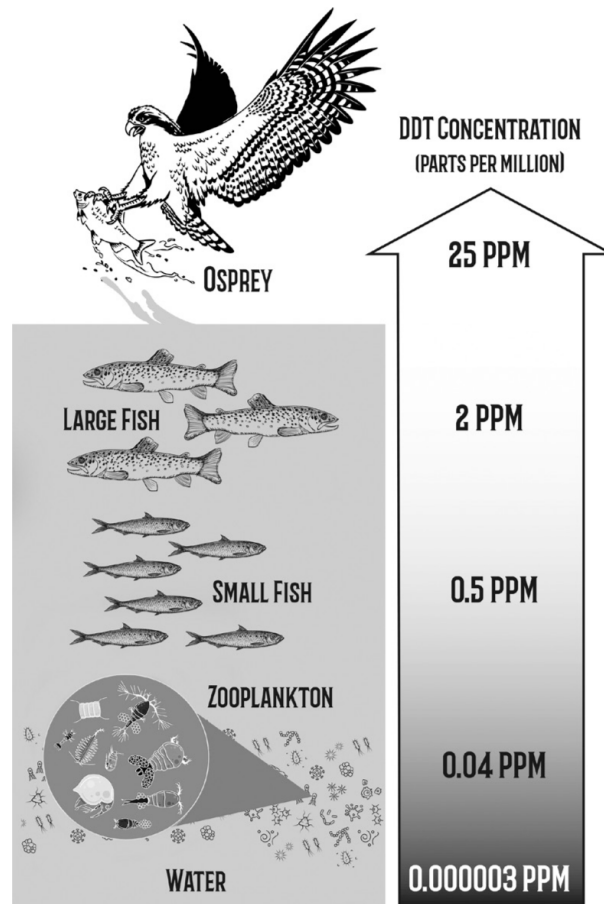 DDT CONCENTRATION
(PARTS PER MILLION)
25 PPM
OSPREY
LARGE FISH
2 PPM
SMALL FISH
0.5 PPM
ZOOPLANKTON
0.04 PPM
WATER
0.000003 PPM